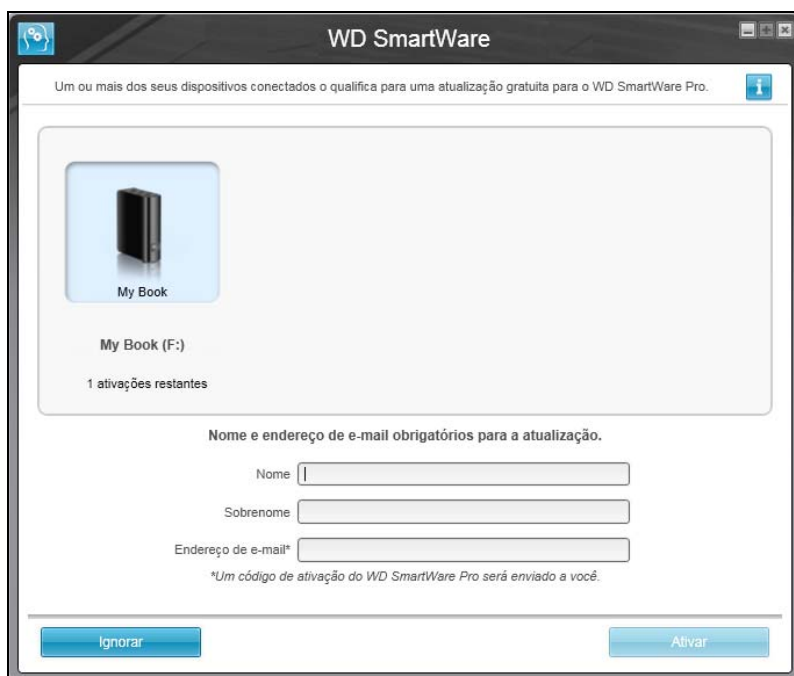 WD SmartWare
Um ou mais dos seus dispositivos conectados o qualifica para uma atualização gratuita para o WD SmartWare Pro.
i
My Book
My Book (F:)
1 ativações restantes
Nome e endereço de e-mail obrigatórios para a atualização.
Nome
Sobrenome
Endereço de e-mail*
*Um código de ativação do WD SmartWare Pro será enviado a você.
Ignorar
Ativar